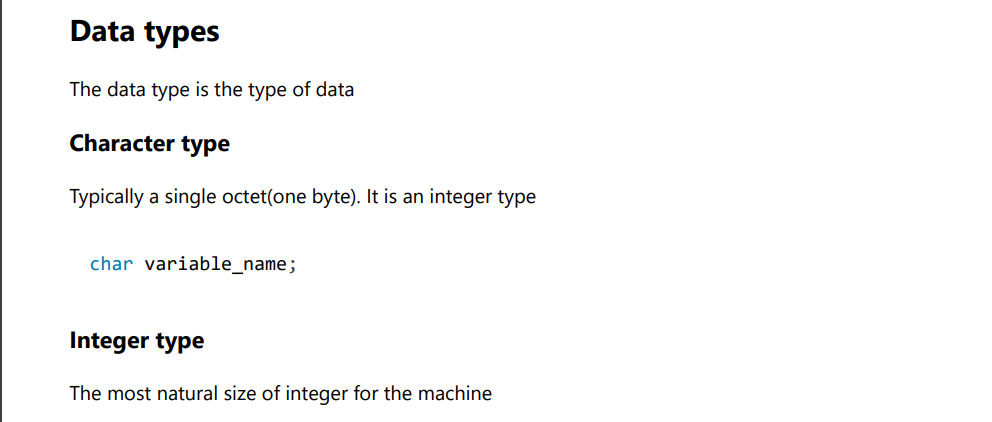 Data types
The data type is the type of data
Character type
Typically a single octet(one byte). It is an integer type
char variable_name;
Integer type
The most natural size of integer for the machine